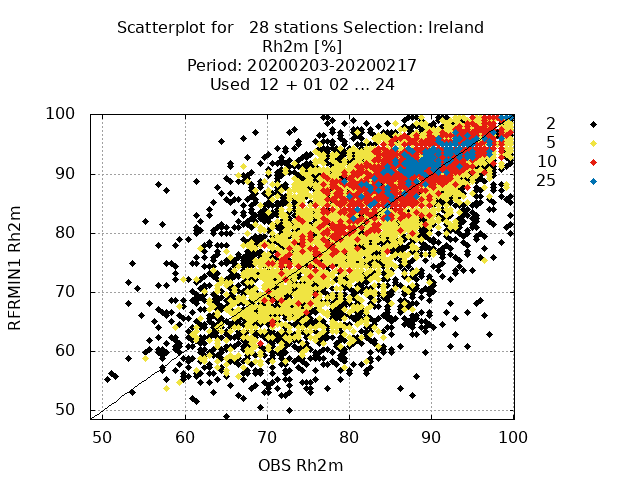 Scatterplot for   28 stations Selection: Ireland
Rh2m [%]
Period: 20200203-20200217
Used  12 + 01 02 ... 24
2
5
10
25
100
90
80
70
60
50
RFRMIN1 Rh2m
50 60 70 80 90 100
OBS Rh2m